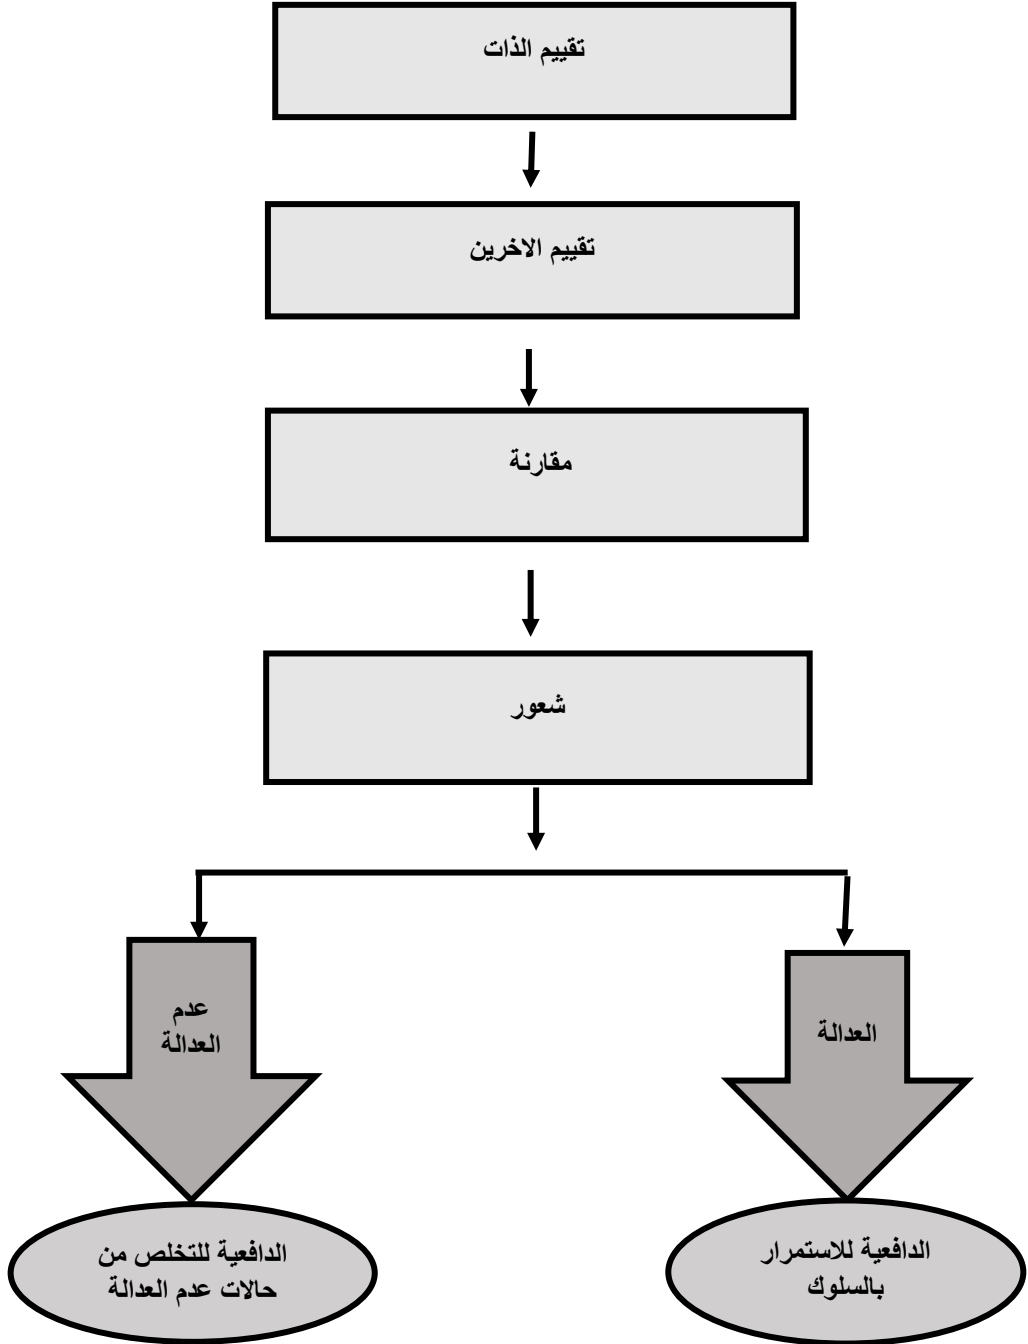 تقييم الذات
تقييم الاخرين
مقارنة
شعور
العدالة
عدم
العدالة
الدافعية للاستمرار
بالسلوك
الدافعية للتخلص من
حالات عدم العدالة